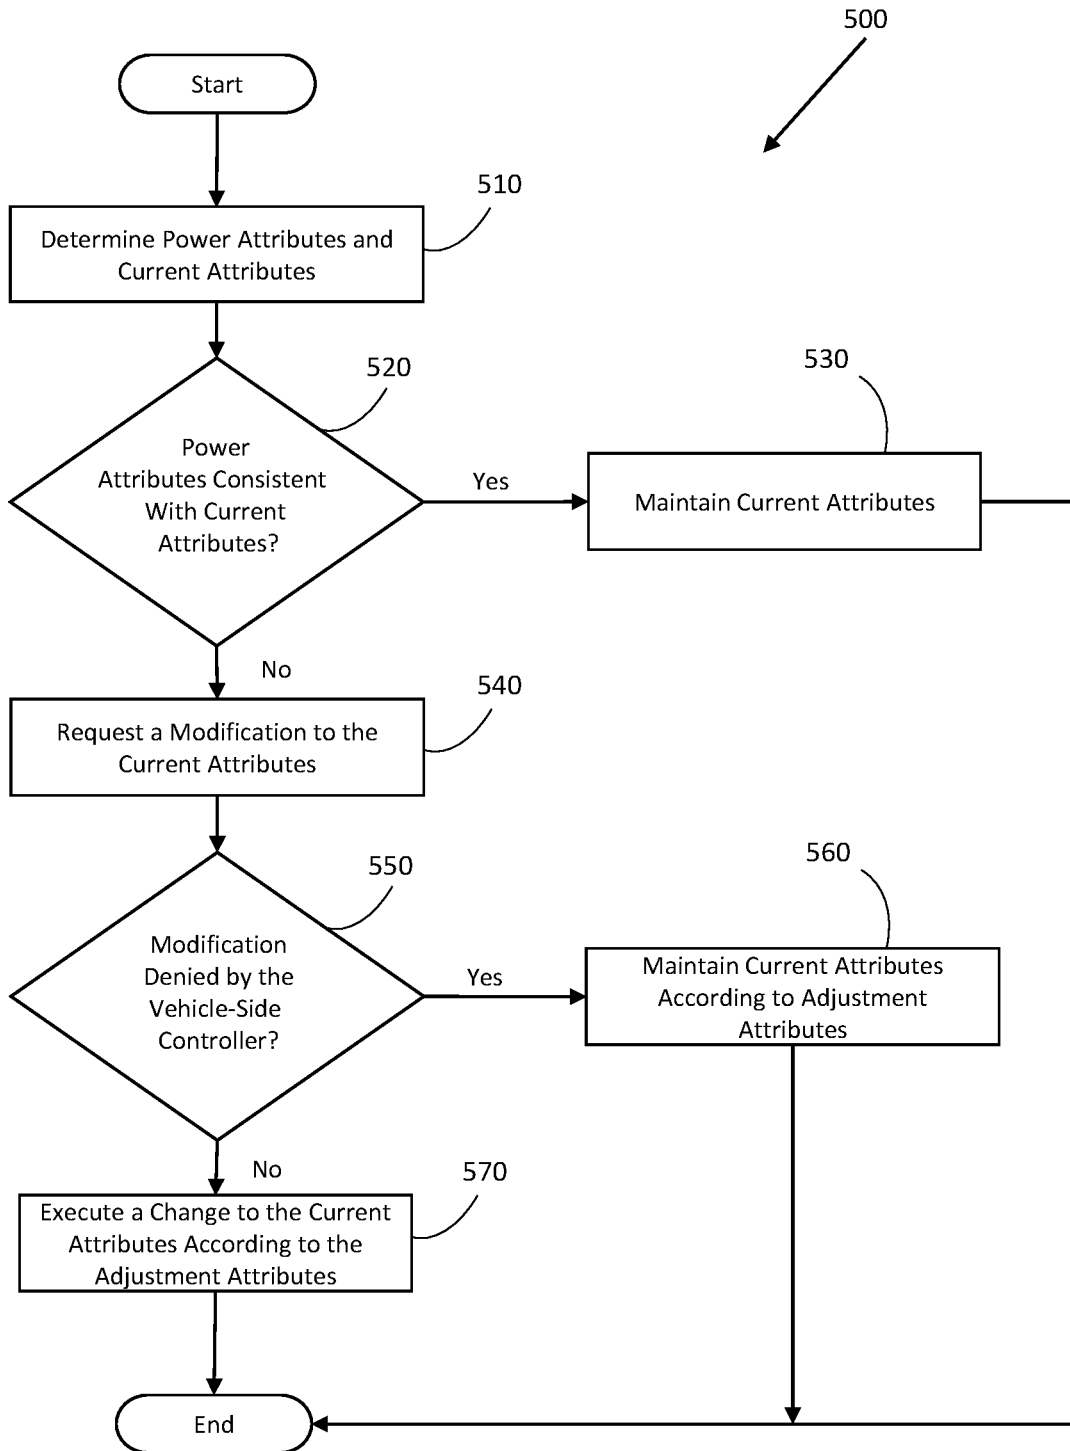 500
Start
510
Determine Power Attributes and
Current Attributes
520
Power
Attributes Consistent
With Current
Attributes?
Yes
530
Maintain Current Attributes
No
540
Request a Modification to the
Current Attributes
550
Modification
Denied by the
Vehicle-Side
Controller?
Yes
560
Maintain Current Attributes
According to Adjustment
Attributes
No
570
Execute a Change to the Current
Attributes According to the
Adjustment Attributes
End